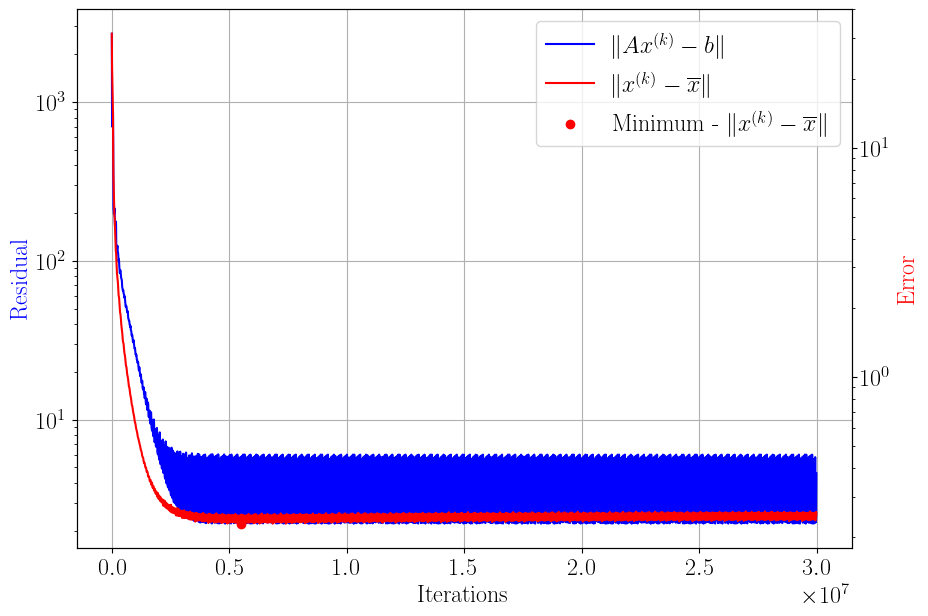 ‖Ax^(k) − b‖
‖x^(k) − x̅‖
Minimum - ‖x^(k) − x̅‖
10^3
10^2
10^1
Residual
10^1
10^0
Error
0.0 0.5 1.0 1.5 2.0 2.5 3.0
Iterations
×10^7